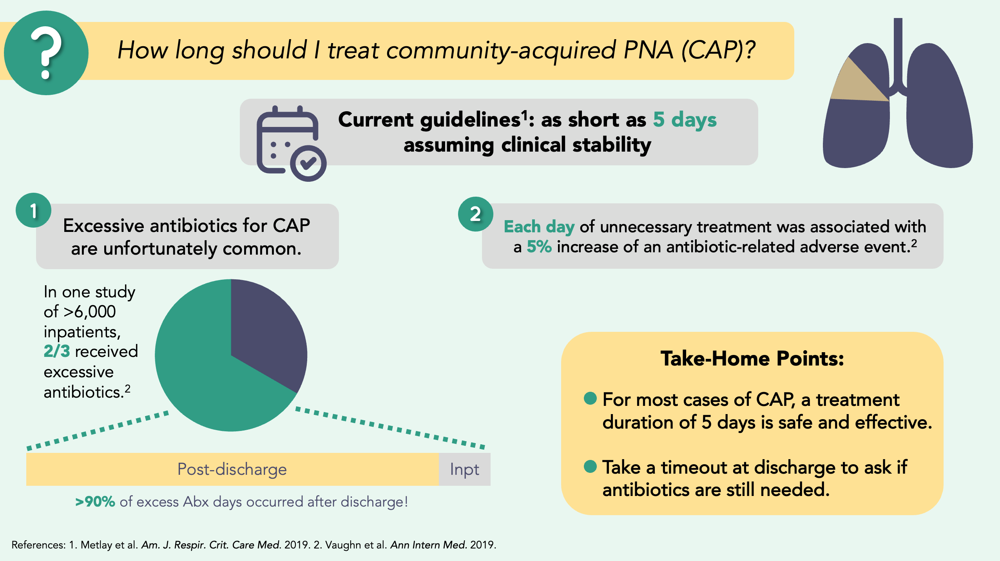 ?
How long should I treat community-acquired PNA (CAP)?
Current guidelines¹: as short as 5 days
assuming clinical stability
1
Excessive antibiotics for CAP
are unfortunately common.
In one study
of >6,000
inpatients,
2/3 received
excessive
antibiotics.²
Post-discharge
Inpt
>90% of excess Abx days occurred after discharge!
2
Each day of unnecessary treatment was associated with
a 5% increase of an antibiotic-related adverse event.²
Take-Home Points:
For most cases of CAP, a treatment
duration of 5 days is safe and effective.
Take a timeout at discharge to ask if
antibiotics are still needed.
References: 1. Metlay et al. Am. J. Respir. Crit. Care Med. 2019. 2. Vaughn et al. Ann Intern Med. 2019.